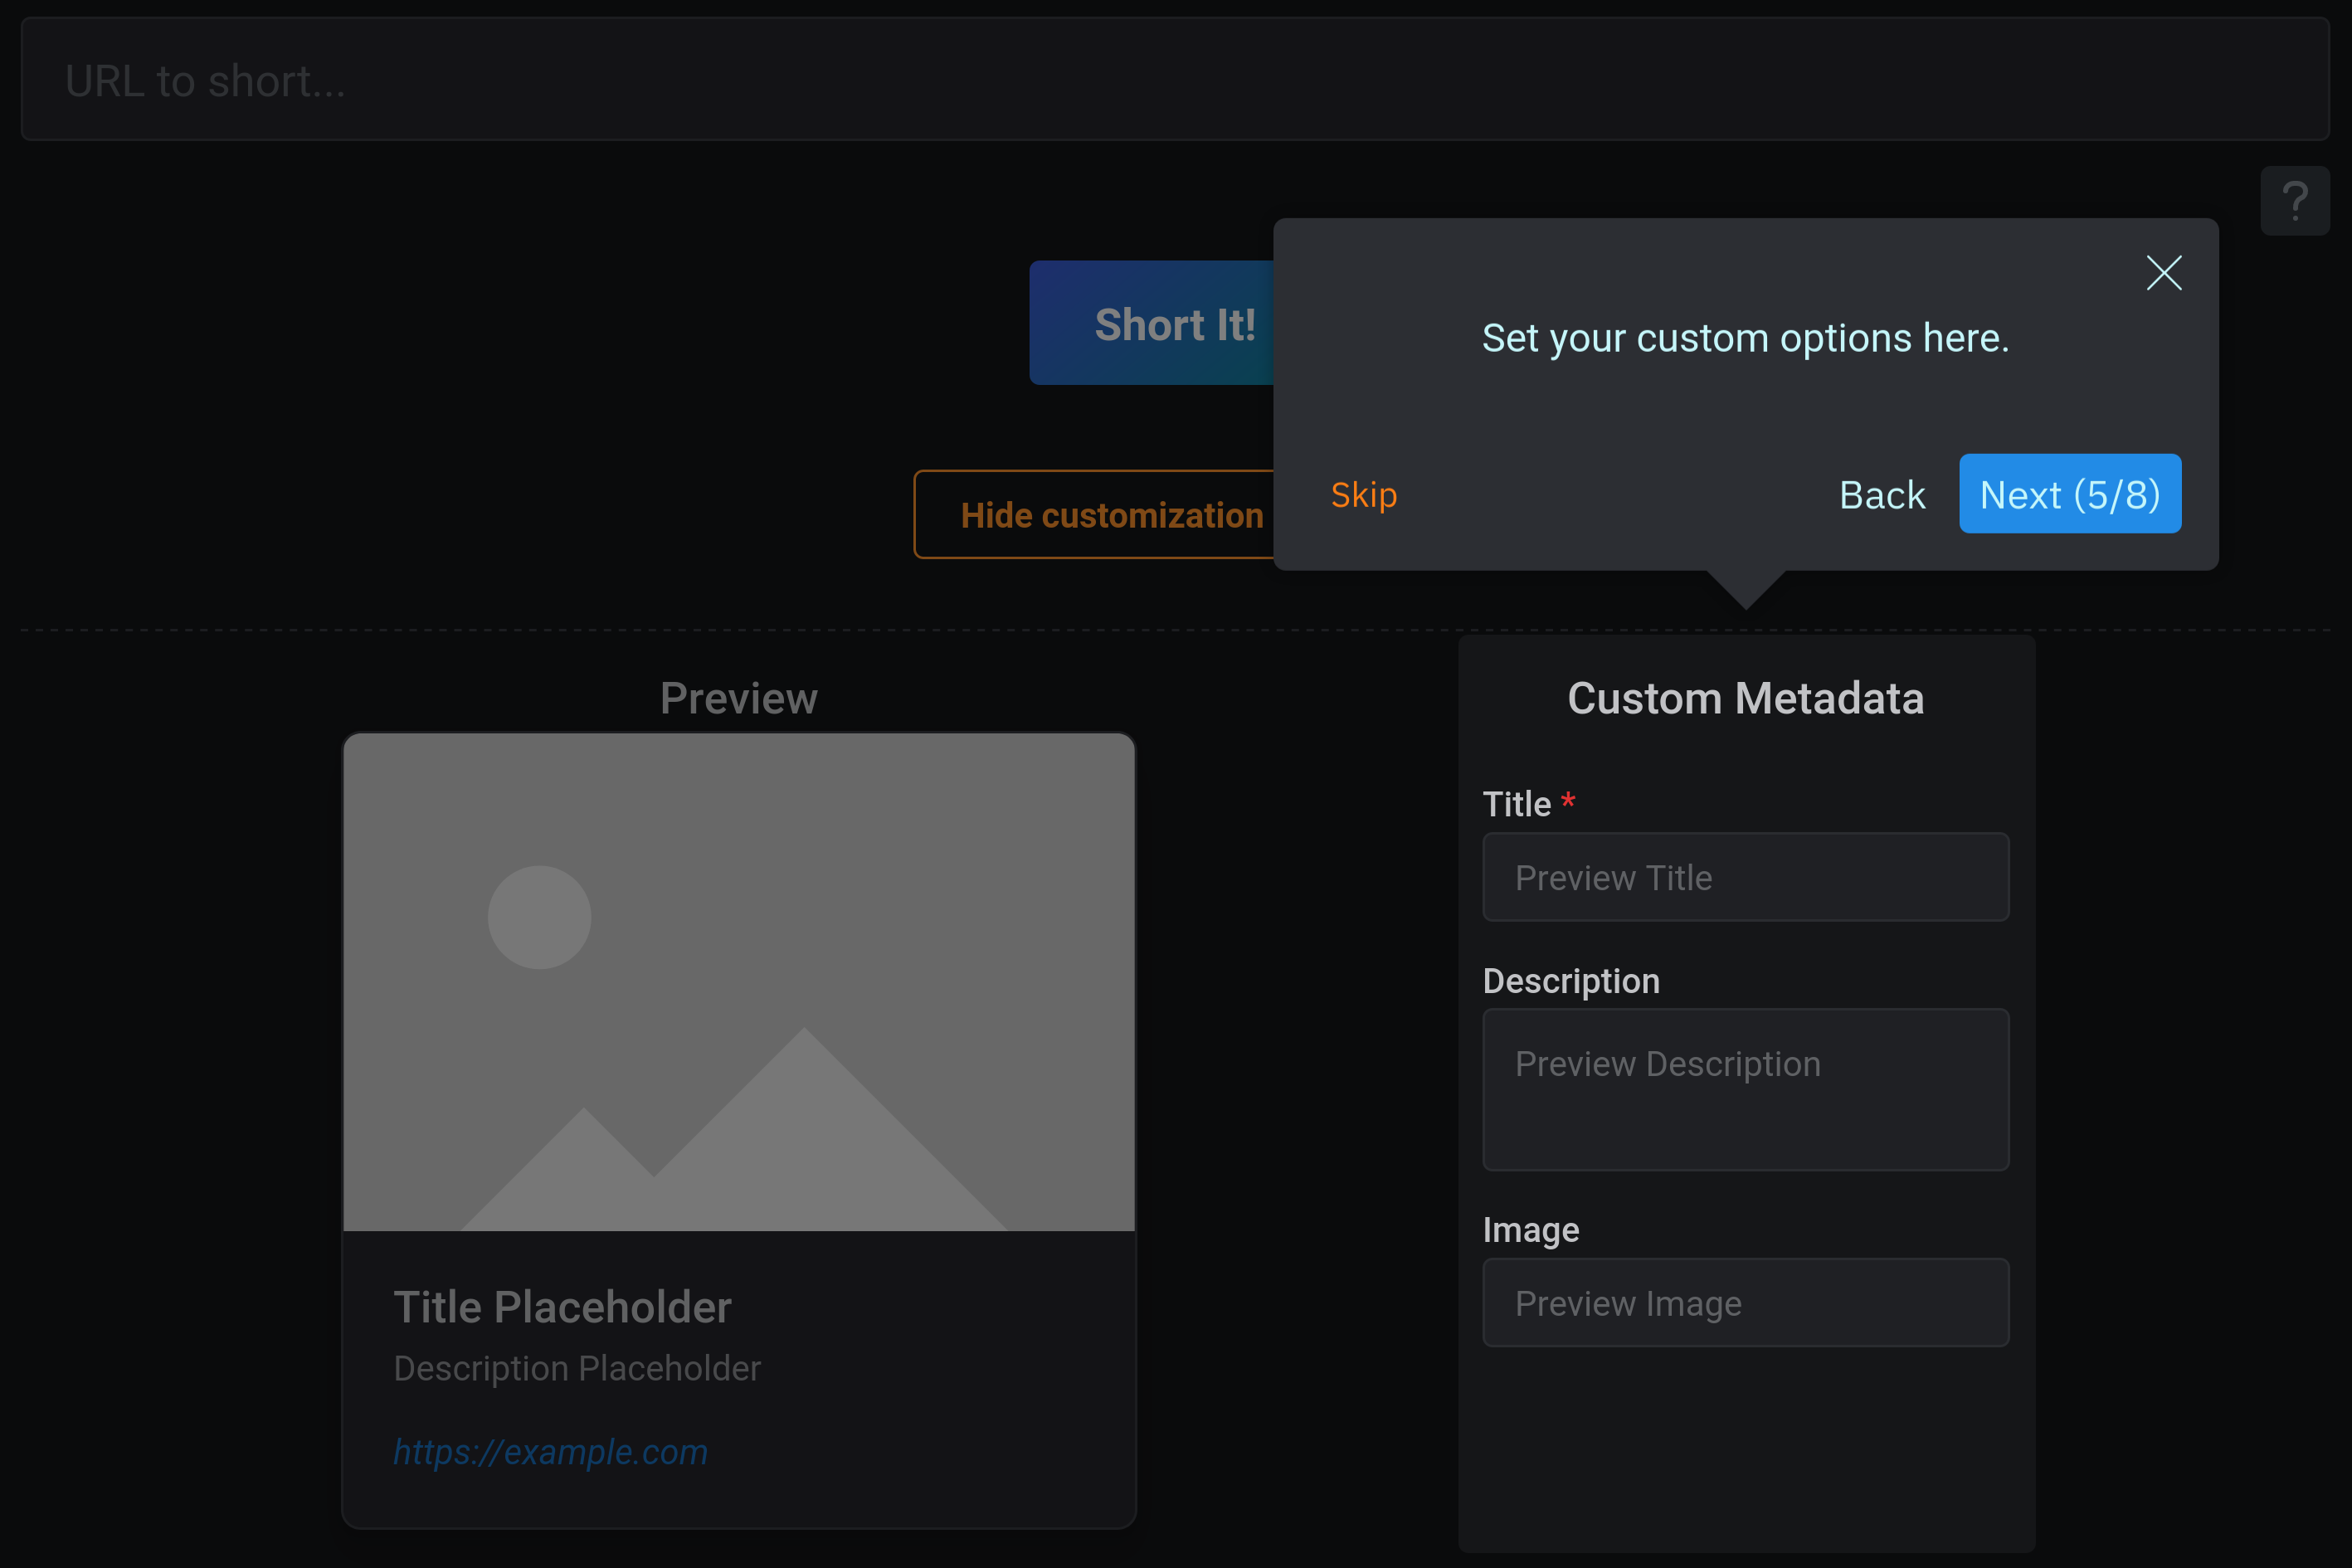 URL to short...
?
Short It!
Set your custom options here.
Skip
Back
Next (5/8)
Hide customization
Preview
Title Placeholder
Description Placeholder
https://example.com
Custom Metadata
Title *
Preview Title
Description
Preview Description
Image
Preview Image